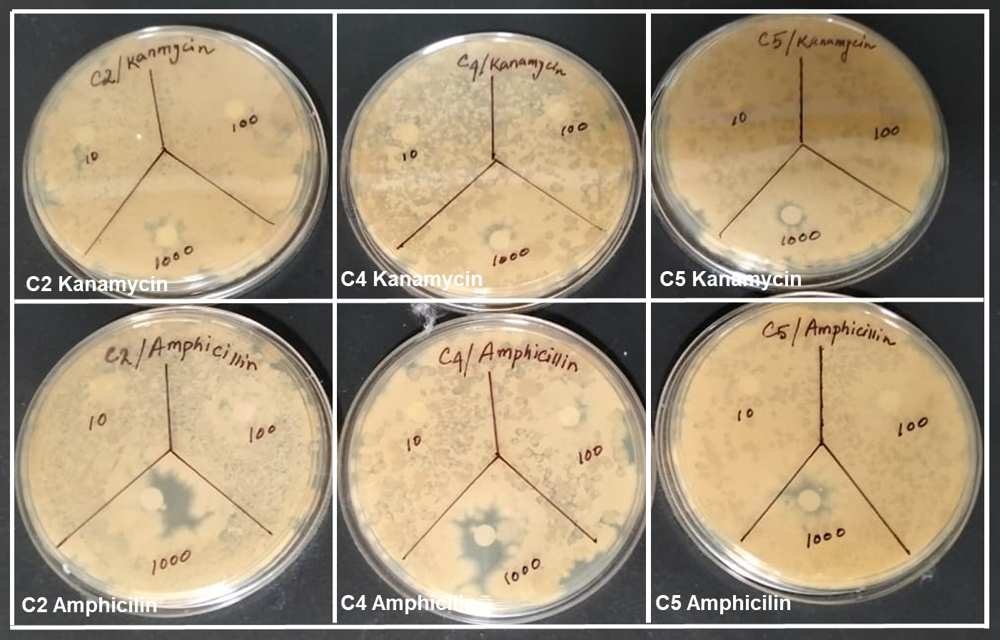 C2/Kanmycin
10
100
1000
C2 Kanamycin
C4/Kanamycin
10
100
1000
C4 Kanamycin
C5/Kanamycin
10
100
1000
C5 Kanamycin
C2/Amphicillin
10
100
1000
C2 Amphicilin
C4/Amphicillin
10
100
1000
C4 Amphicilin
C5/Amphicillin
10
100
1000
C5 Amphicilin